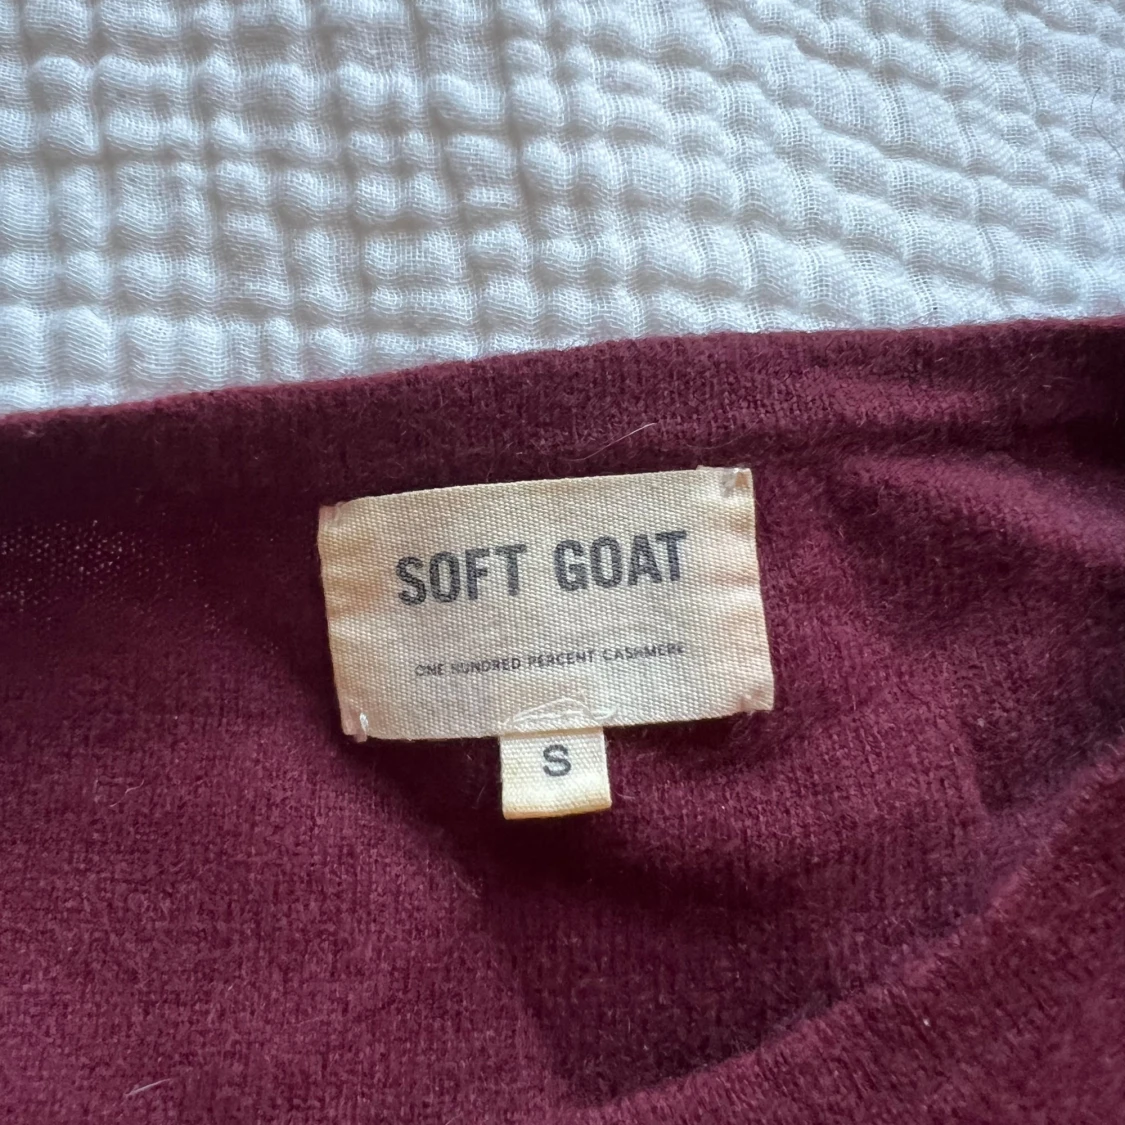 SOFT GOAT
ONE HUNDRED PERCENT CASHMERE
S